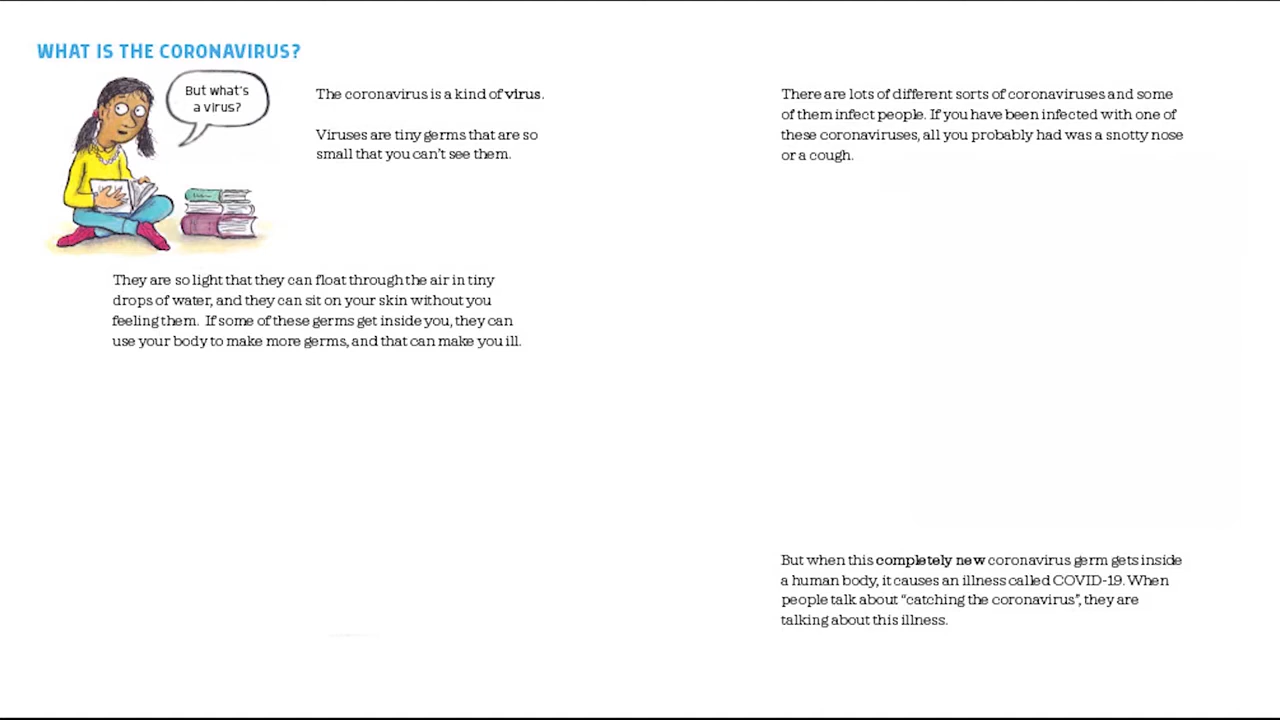 WHAT IS THE CORONAVIRUS?
But what's
a virus?
The coronavirus is a kind of virus.
Viruses are tiny germs that are so
small that you can't see them.
They are so light that they can float through the air in tiny
drops of water, and they can sit on your skin without you
feeling them. If some of these germs get inside you, they can
use your body to make more germs, and that can make you ill.
There are lots of different sorts of coronaviruses and some
of them infect people. If you have been infected with one of
these coronaviruses, all you probably had was a snotty nose
or a cough.
But when this completely new coronavirus germ gets inside
a human body, it causes an illness called COVID-19. When
people talk about “catching the coronavirus”, they are
talking about this illness.